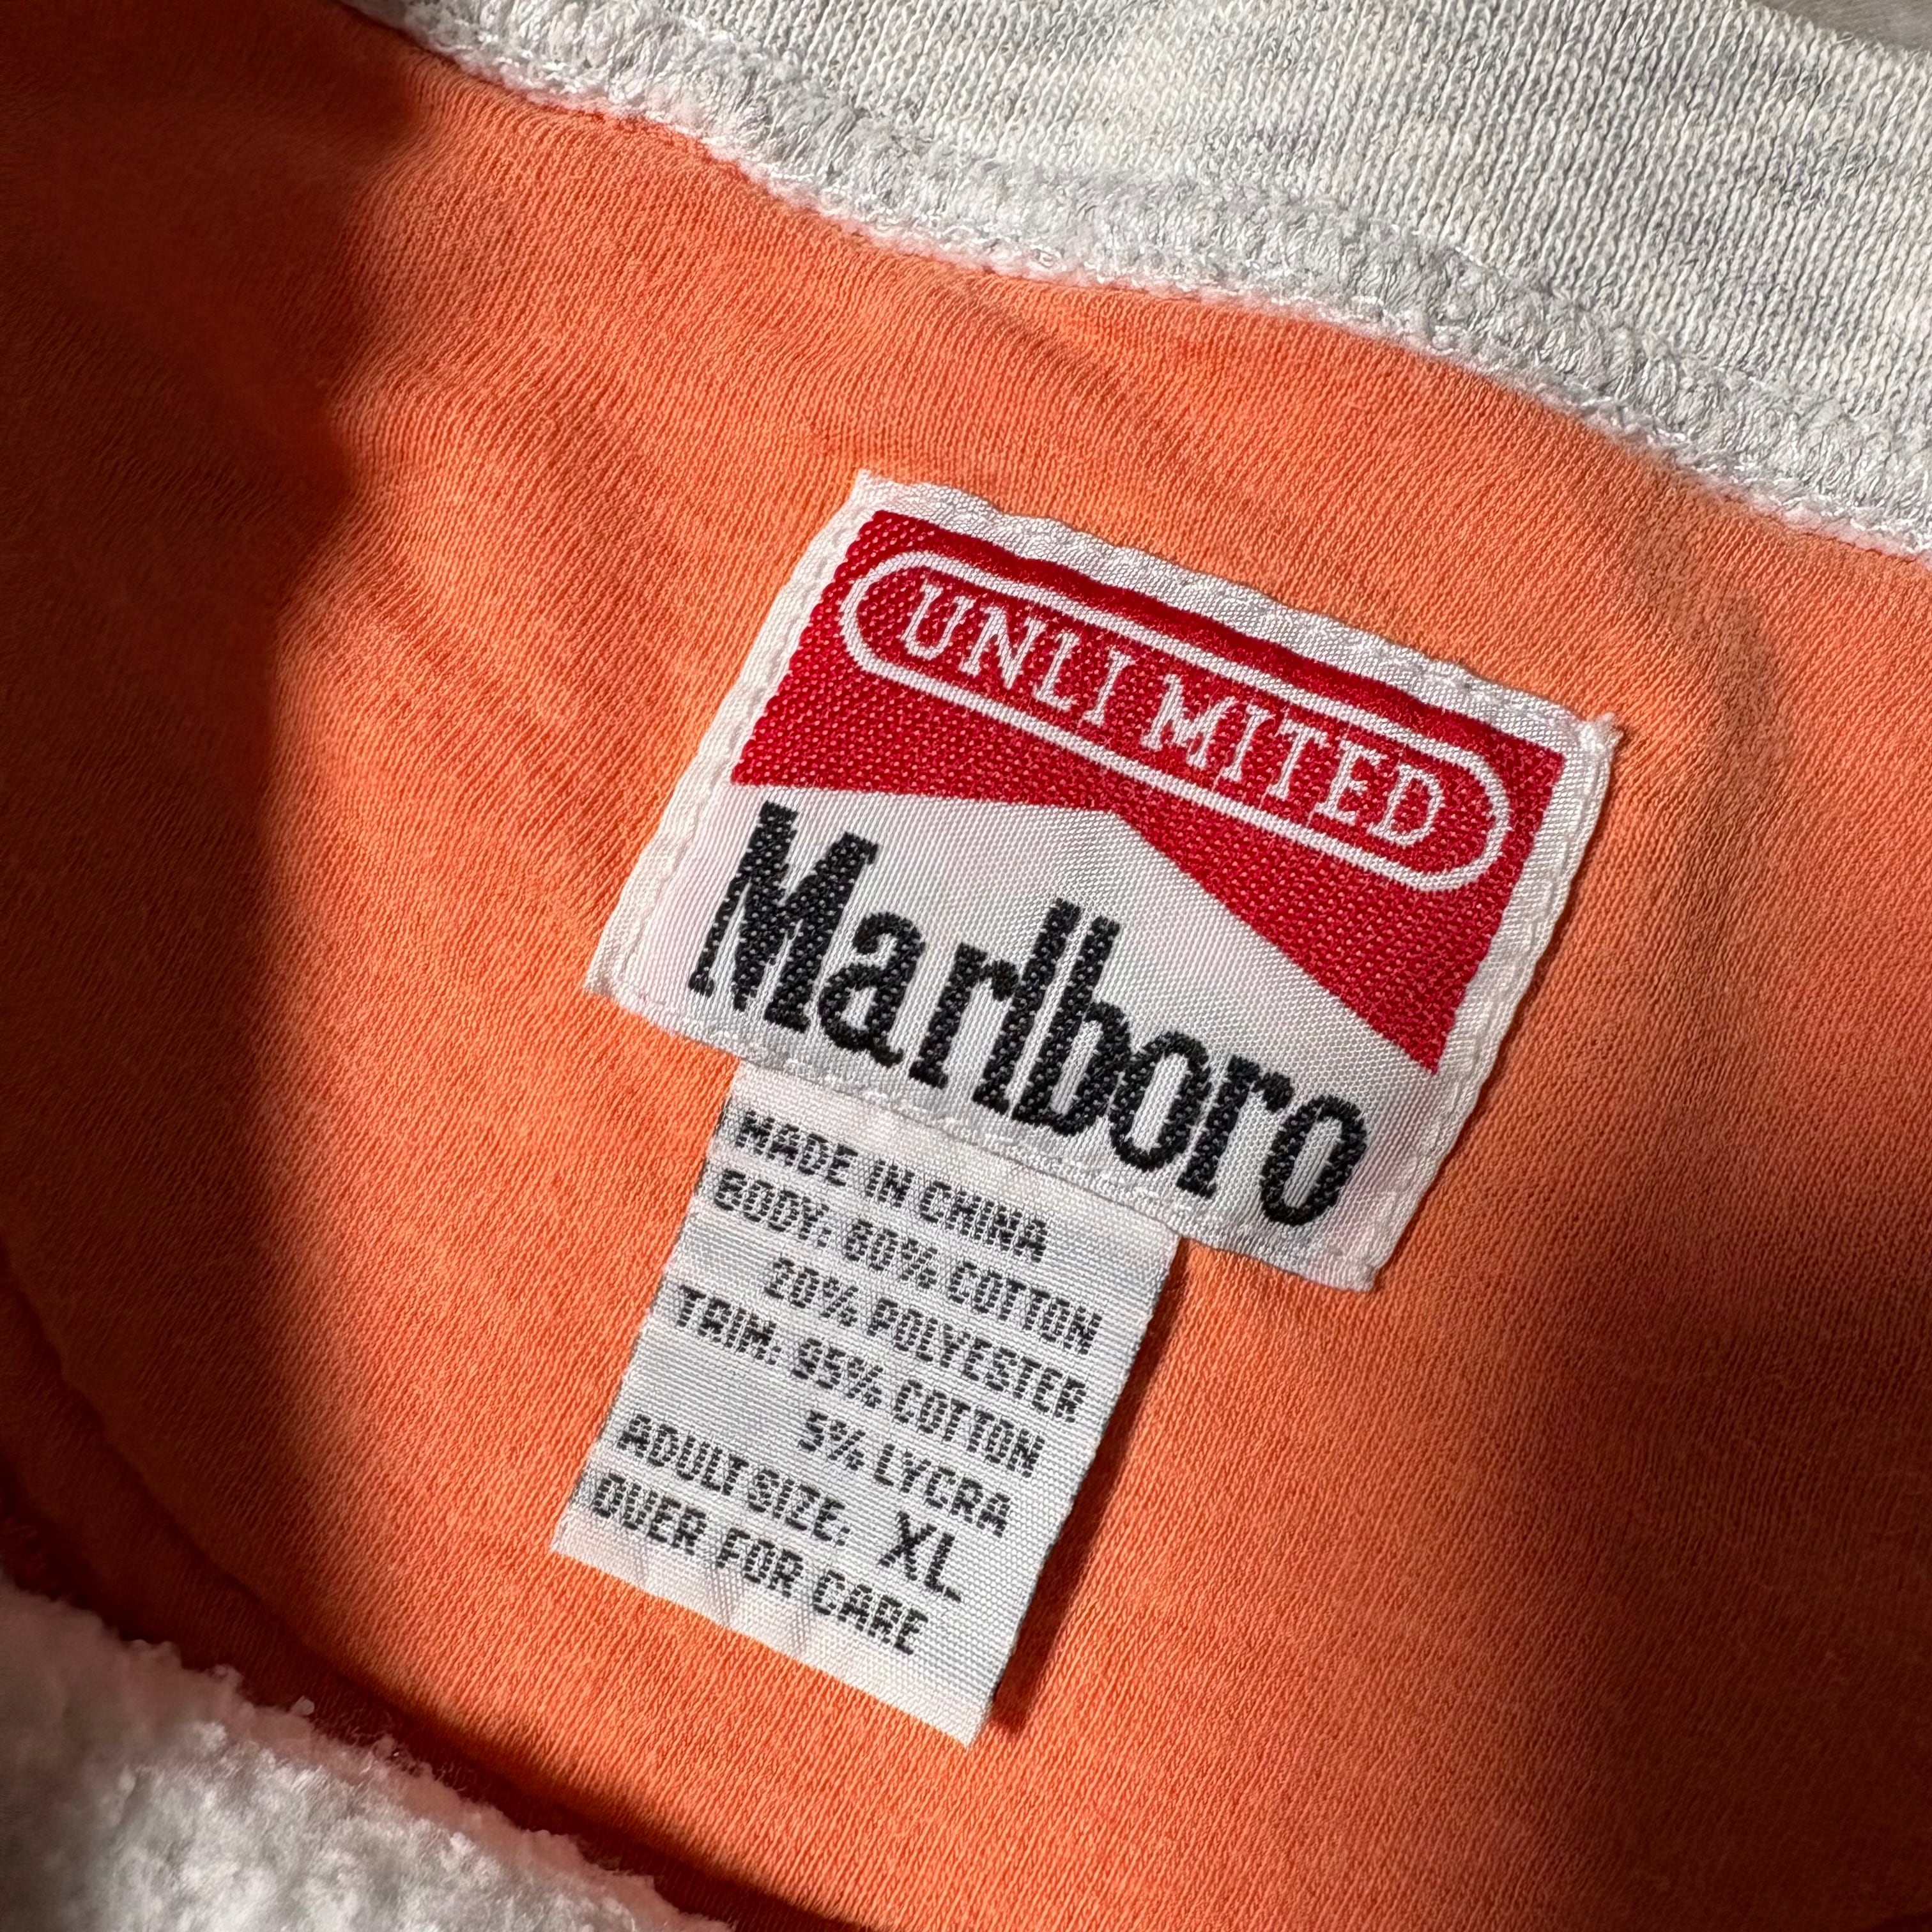 UNLIMITED
Marlboro
MADE IN CHINA
BODY: 80% COTTON
20% POLYESTER
TRIM: 95% COTTON
5% LYCRA
ADULT SIZE: XL
OVER FOR CARE